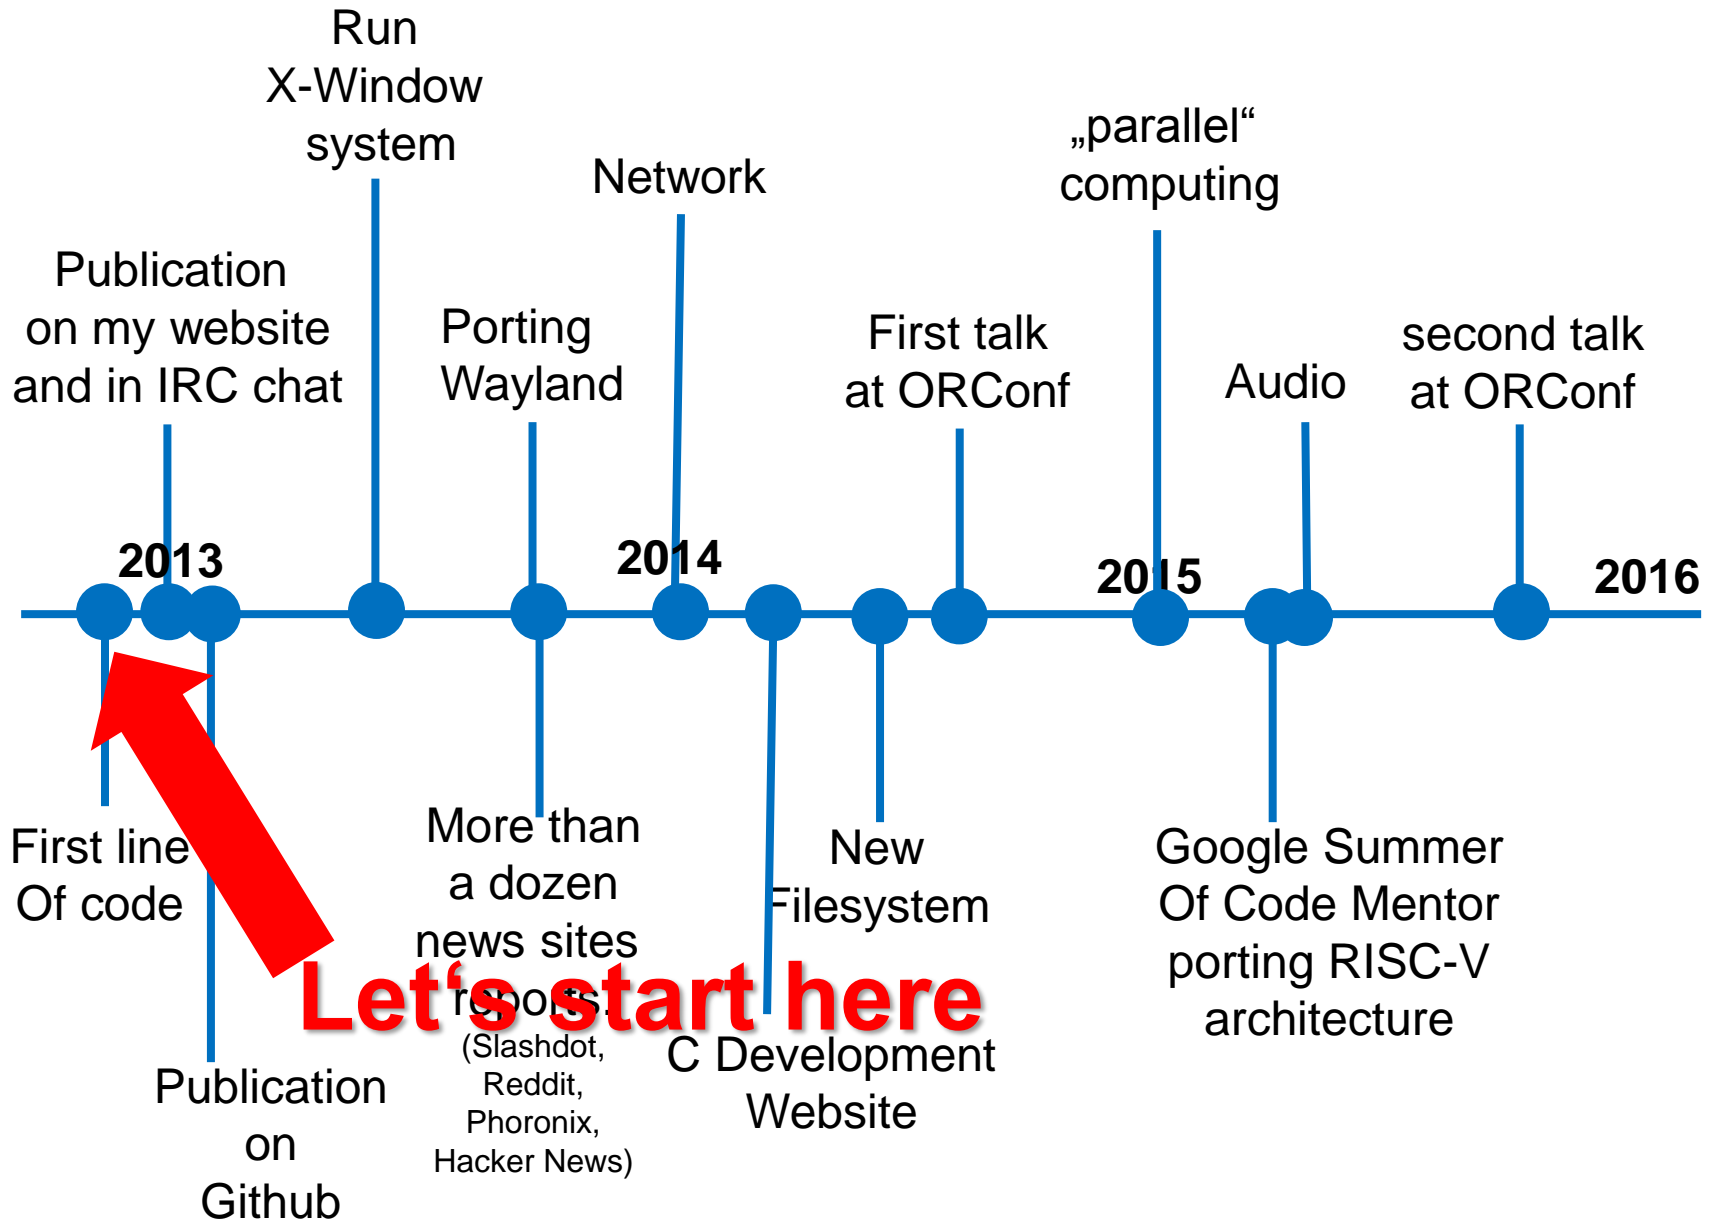 Run
X-Window
system
„parallel“
computing
Network
Publication
on my website
and in IRC chat
Porting
Wayland
First talk
at ORConf
Audio
second talk
at ORConf
2013
2014
2015
2016
First line
Of code
More than
a dozen
news sites
reports.
(Slashdot,
Reddit,
Phoronix,
Hacker News)
New
Filesystem
Google Summer
Of Code Mentor
porting RISC-V
architecture
Let‘s start here
C Development
Website
Publication
on
Github